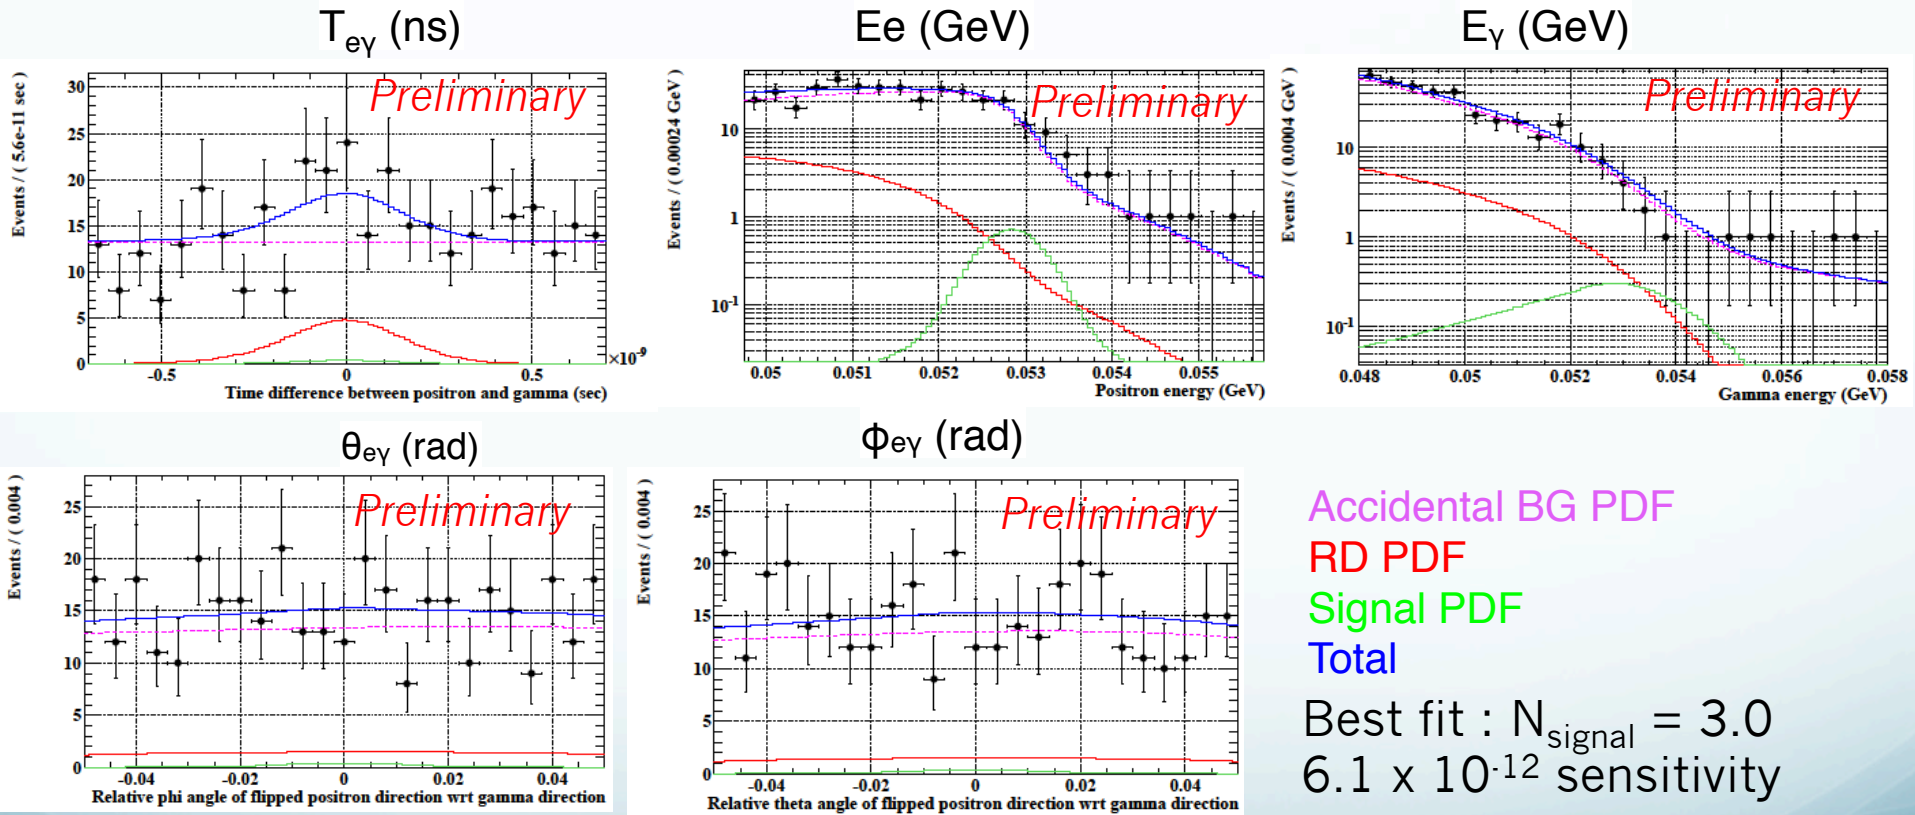 T_eγ (ns)
Events / ( 5.6e-11 sec )
Preliminary
30
25
20
15
10
5
0
-0.5
0
0.5
×10^-9
Time difference between positron and gamma (sec)
Ee (GeV)
Events / ( 0.00024 GeV )
Preliminary
10
1
10^-1
0.05
0.051
0.052
0.053
0.054
0.055
Positron energy (GeV)
E_γ (GeV)
Events / ( 0.0004 GeV )
Preliminary
10
1
10^-1
0.048
0.05
0.052
0.054
0.056
0.058
Gamma energy (GeV)
θ_eγ (rad)
Events / ( 0.004 )
Preliminary
25
20
15
10
5
0
-0.04
-0.02
0
0.02
0.04
Relative phi angle of flipped positron direction wrt gamma direction
ϕ_eγ (rad)
Events / ( 0.004 )
Preliminary
25
20
15
10
5
0
-0.04
-0.02
0
0.02
0.04
Relative theta angle of flipped positron direction wrt gamma direction
Accidental BG PDF
RD PDF
Signal PDF
Total
Best fit : N_signal = 3.0
6.1 x 10^-12 sensitivity